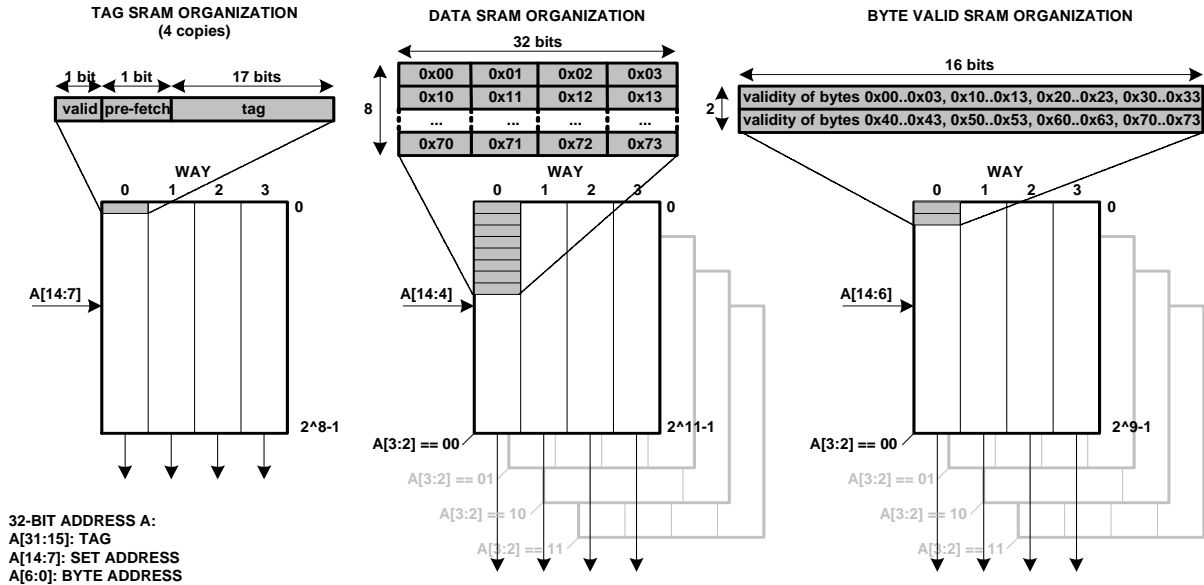 TAG SRAM ORGANIZATION
(4 copies)
1 bit 1 bit 17 bits
valid pre-fetch tag
WAY
0 1 2 3
0
A[14:7]
2^8-1
DATA SRAM ORGANIZATION
32 bits
8
0x00 0x01 0x02 0x03
0x10 0x11 0x12 0x13
... ... ... ...
0x70 0x71 0x72 0x73
WAY
0 1 2 3
0
A[14:4]
2^11-1
A[3:2] == 00
A[3:2] == 01
A[3:2] == 10
A[3:2] == 11
BYTE VALID SRAM ORGANIZATION
16 bits
2
validity of bytes 0x00..0x03, 0x10..0x13, 0x20..0x23, 0x30..0x33
validity of bytes 0x40..0x43, 0x50..0x53, 0x60..0x63, 0x70..0x73
WAY
0 1 2 3
0
A[14:6]
2^9-1
A[3:2] == 00
A[3:2] == 01
A[3:2] == 10
A[3:2] == 11
32-BIT ADDRESS A:
A[31:15]: TAG
A[14:7]: SET ADDRESS
A[6:0]: BYTE ADDRESS